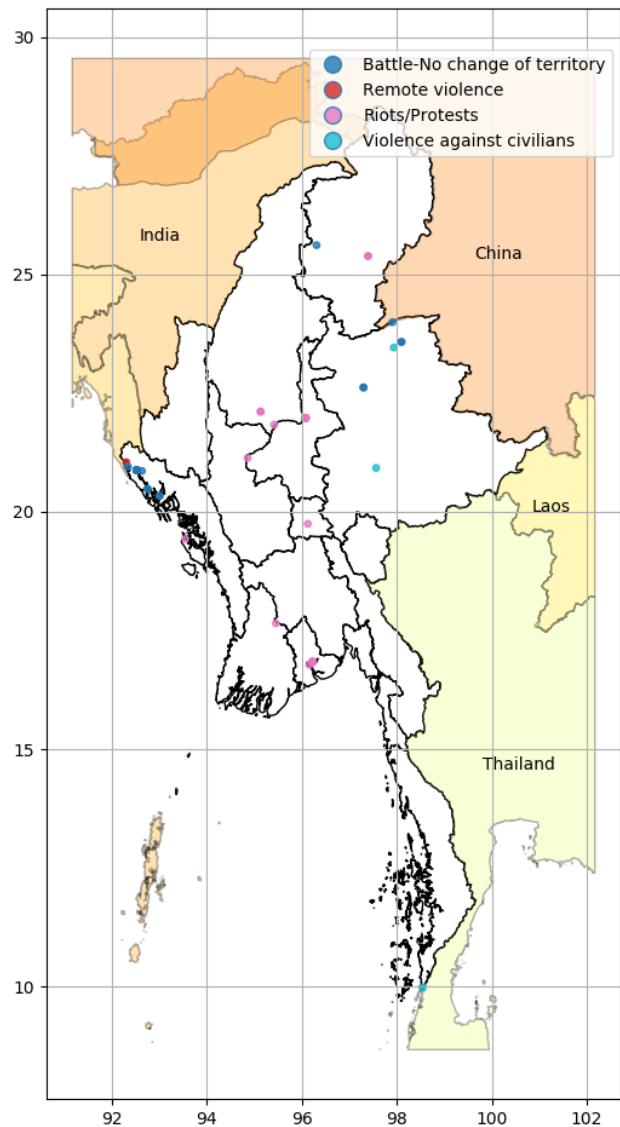 30
Battle-No change of territory
Remote violence
Riots/Protests
Violence against civilians
India
China
25
20
Laos
15
Thailand
10
92 94 96 98 100 102